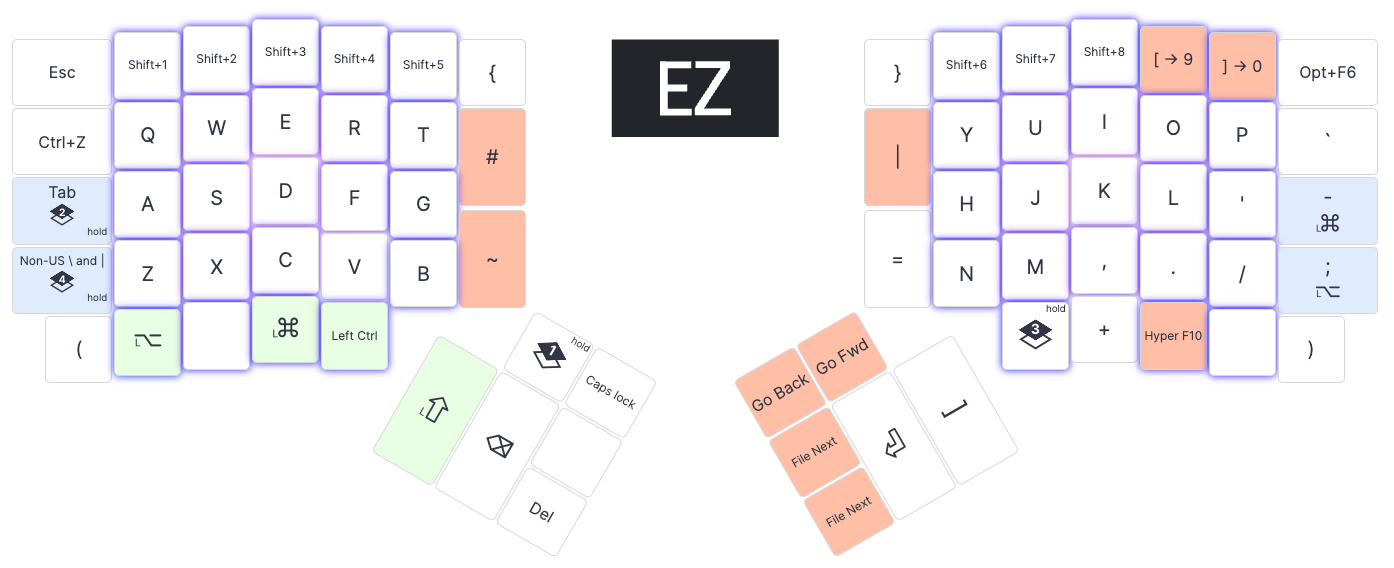 Esc Shift+1 Shift+2 Shift+3 Shift+4 Shift+5 {
Ctrl+Z Q W E R T #
Tab 2 hold A S D F G
Non-US \ and | 4 hold Z X C V B ~
( L⌥ L⌘ Left Ctrl
L⇧ 1 hold Caps lock
⌫
Del
EZ
} Shift+6 Shift+7 Shift+8 [ → 9 ] → 0 Opt+F6
| Y U I O P `
H J K L ' - L⌘
= N M , . / ; L⌥
3 hold + Hyper F10 )
Go Back Go Fwd
File Next
File Next